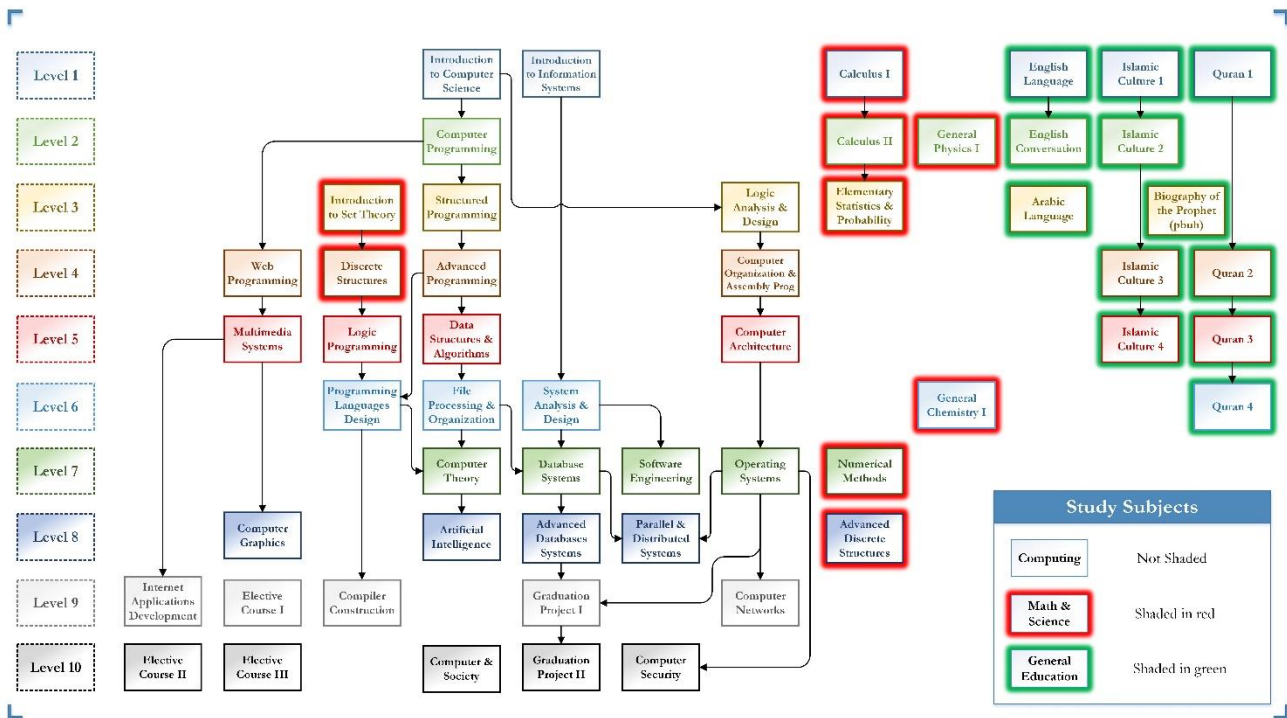 Level 1
Introduction
to Computer
Science
Introduction
to Information
Systems
Calculus I
English
Language
Islamic
Culture 1
Quran 1
Level 2
Computer
Programming
Calculus II
General
Physics I
English
Conversation
Islamic
Culture 2
Level 3
Introduction
to Set Theory
Structured
Programming
Logic
Analysis &
Design
Elementary
Statistics &
Probability
Arabic
Language
Biography of
the Prophet
(pbuh)
Level 4
Web
Programming
Discrete
Structures
Advanced
Programming
Computer
Organization &
Assembly Prog
Islamic
Culture 3
Quran 2
Level 5
Multimedia
Systems
Logic
Programming
Data
Structures &
Algorithms
Computer
Architecture
Islamic
Culture 4
Quran 3
Level 6
Programming
Languages
Design
File
Processing &
Organization
System
Analysis &
Design
General
Chemistry I
Quran 4
Level 7
Computer
Theory
Database
Systems
Software
Engineering
Operating
Systems
Numerical
Methods
Level 8
Computer
Graphics
Artificial
Intelligence
Advanced
Databases
Systems
Parallel &
Distributed
Systems
Advanced
Discrete
Structures
Level 9
Internet
Applications
Development
Elective
Course I
Compiler
Construction
Graduation
Project I
Computer
Networks
Level 10
Elective
Course II
Elective
Course III
Computer &
Society
Graduation
Project II
Computer
Security
Study Subjects
Computing
Not Shaded
Math &
Science
Shaded in red
General
Education
Shaded in green